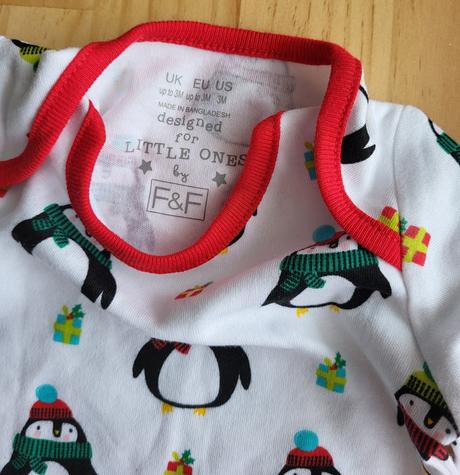 UK EU US
up to 3M up to 3M 3M
MADE IN BANGLADESH
designed
for
LITTLE ONES
by
F&F